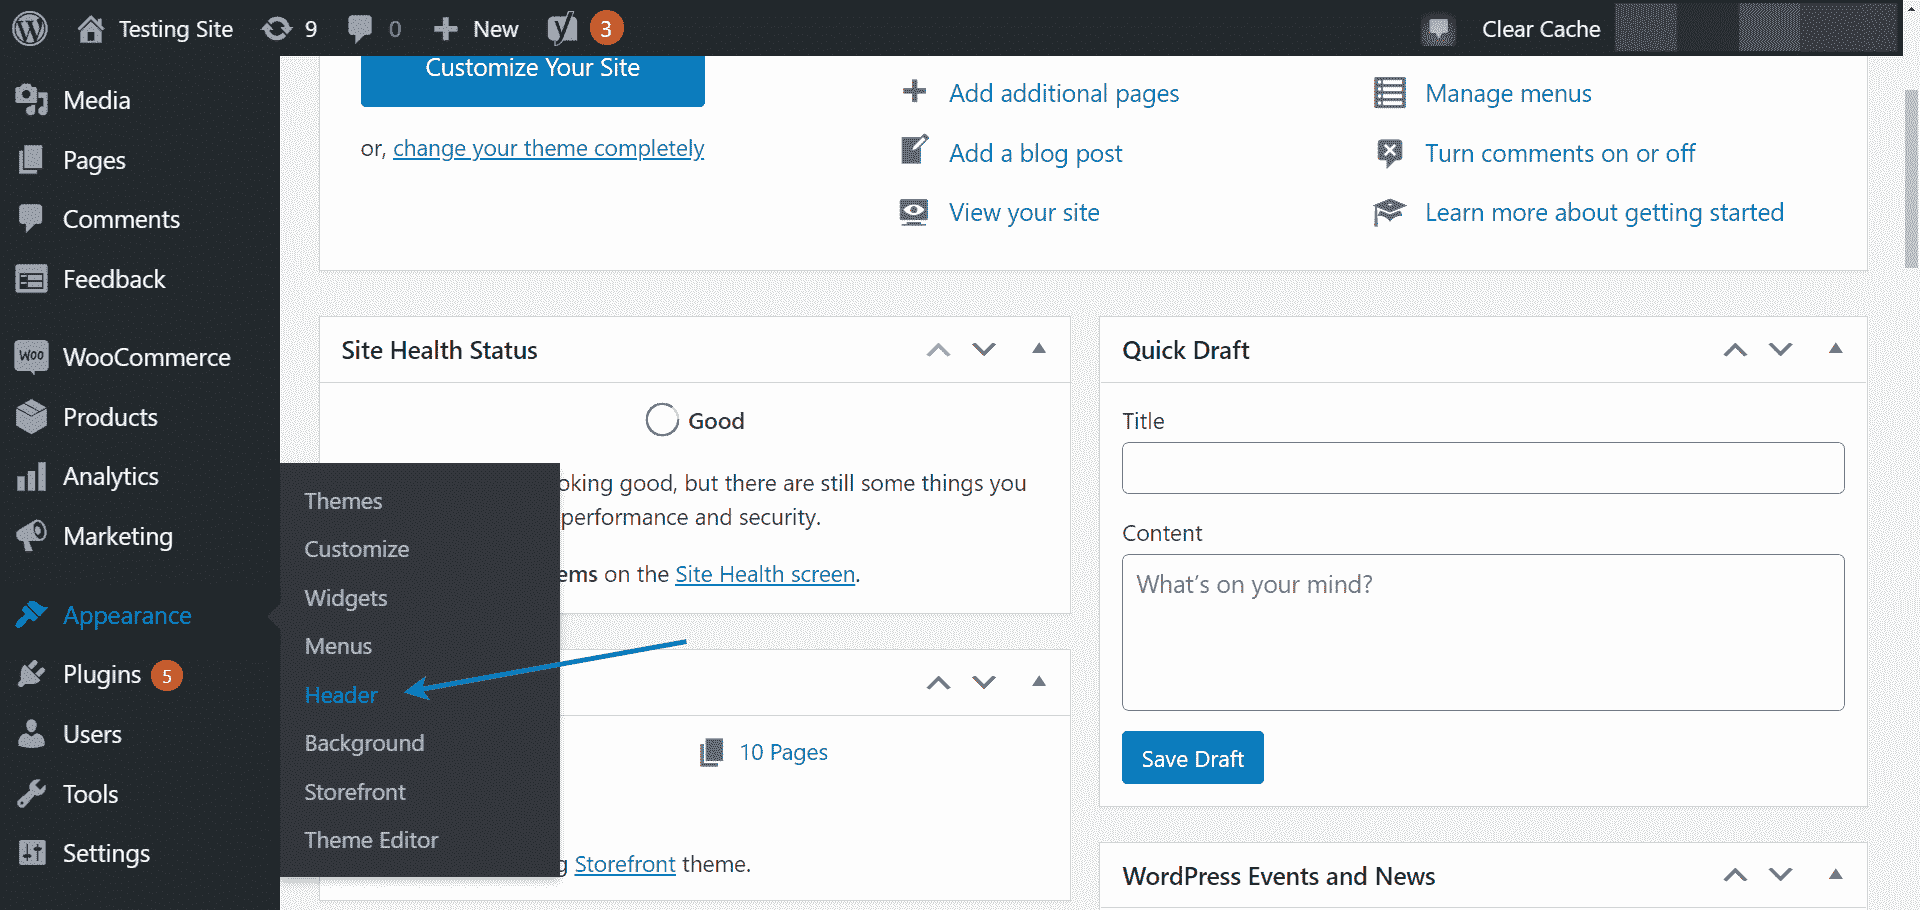 Testing Site 9 0 New 3 Clear Cache
Media
Pages
Comments
Feedback
WOO WooCommerce
Products
Analytics
Marketing
Appearance
Plugins 5
Users
Tools
Settings
Themes
Customize
Widgets
Menus
Header
Background
Storefront
Theme Editor
Customize Your Site
or, change your theme completely
Add additional pages
Add a blog post
View your site
Manage menus
Turn comments on or off
Learn more about getting started
Site Health Status
Good
oking good, but there are still some things you
performance and security.
ems on the Site Health screen.
10 Pages
g Storefront theme.
Quick Draft
Title
Content
What's on your mind?
Save Draft
WordPress Events and News